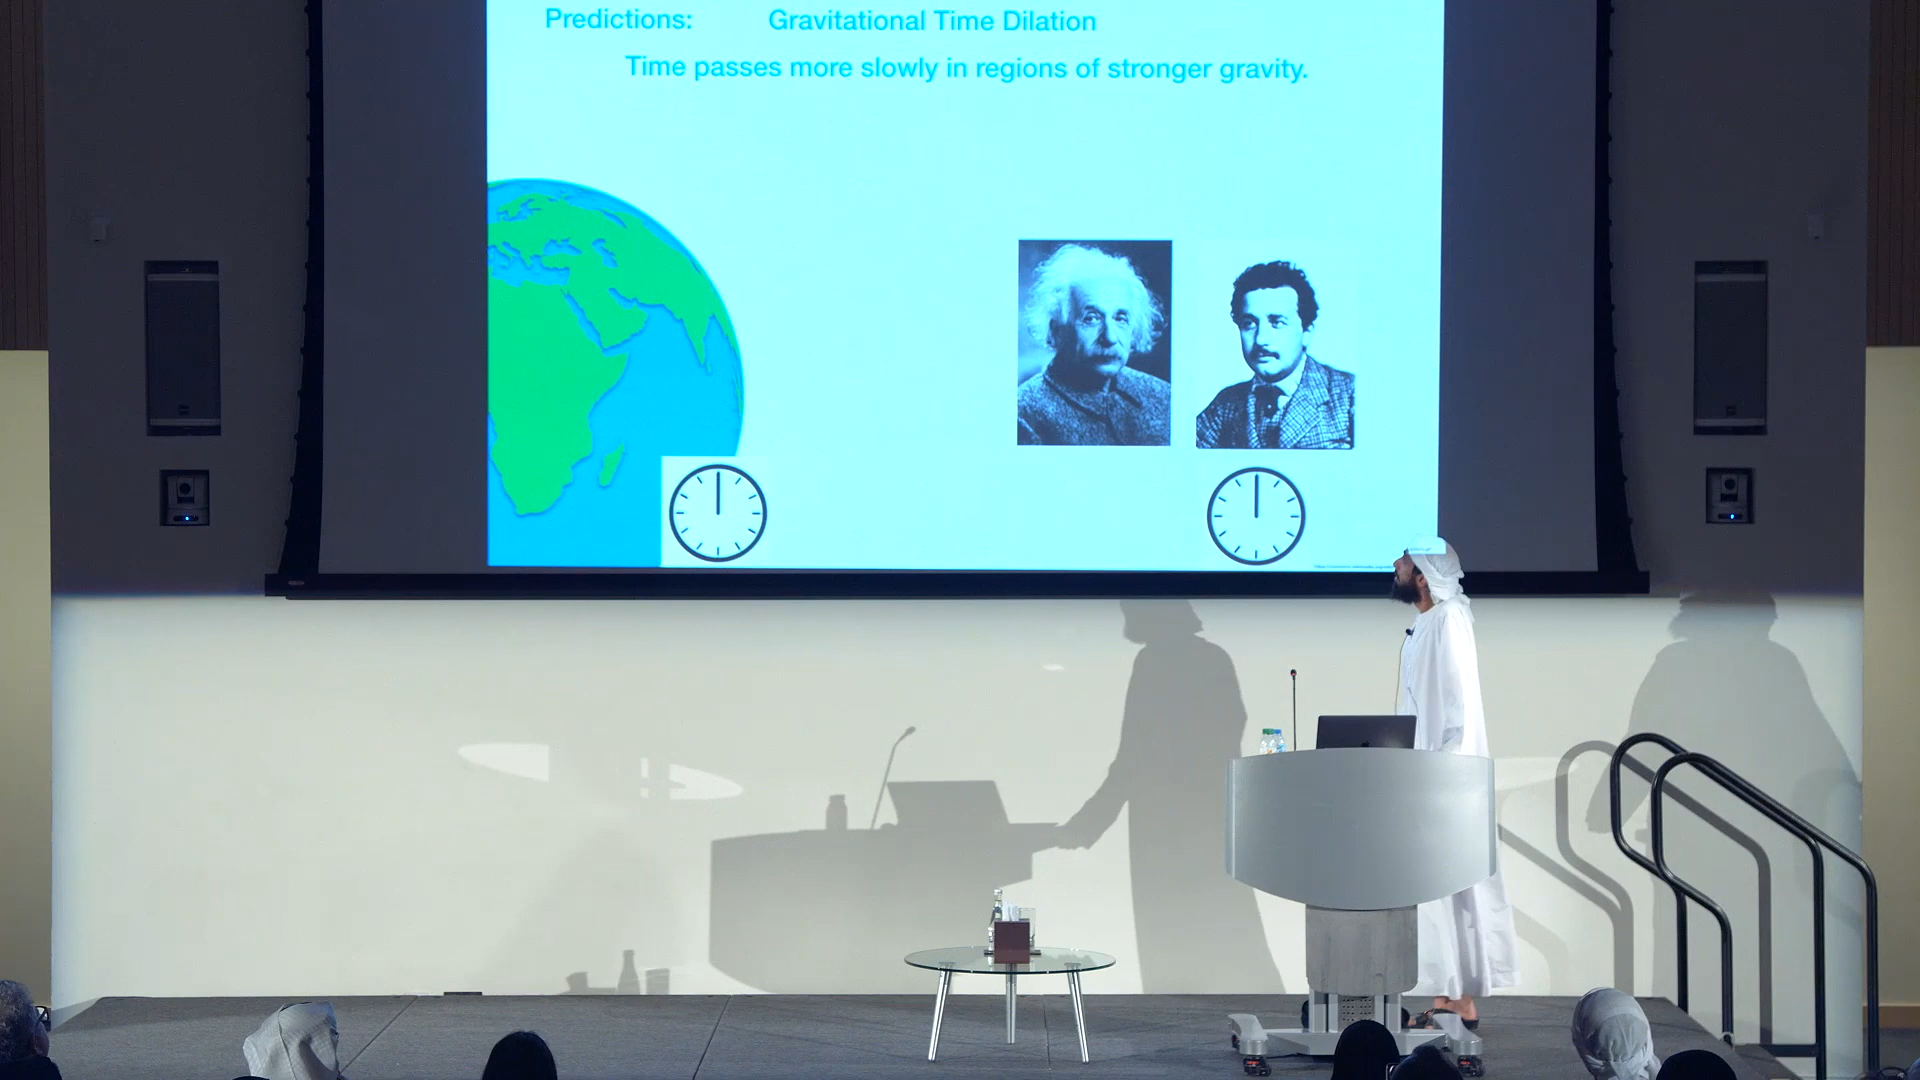 Predictions: Gravitational Time Dilation
Time passes more slowly in regions of stronger gravity.